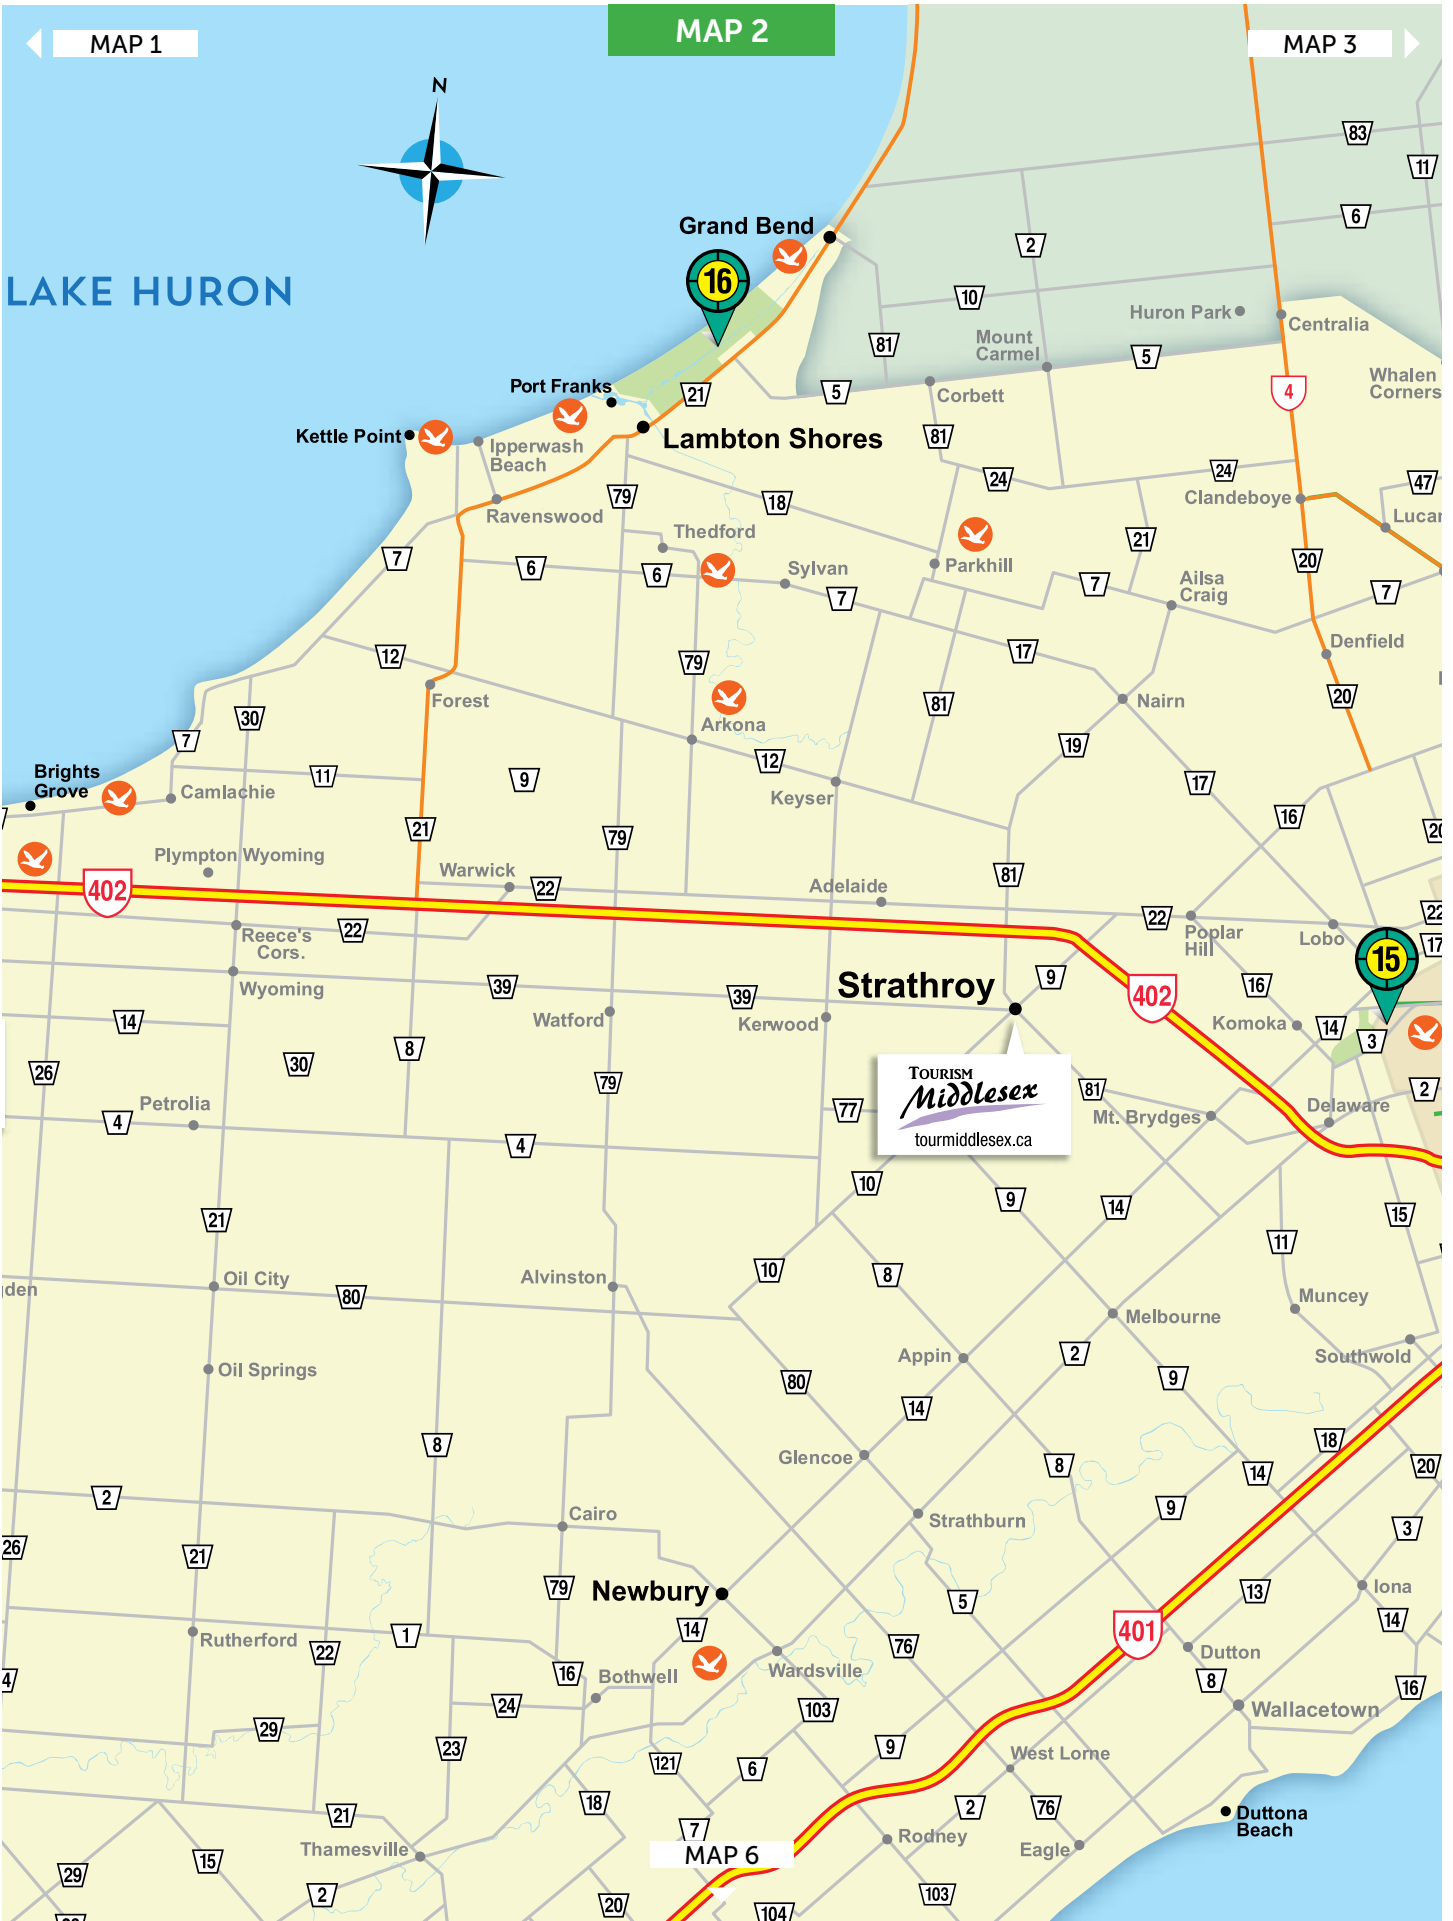 MAP 1
MAP 2
MAP 3
N
83
11
6
Grand Bend
2
LAKE HURON
16
10
Huron Park
Centralia
Mount
Carmel
81
5
Port Franks
21
5
Corbett
4
Whalen
Corners
Kettle Point
Ipperwash
Beach
Lambton Shores
81
24
24
47
79
18
Clandeboye
Ravenswood
Thedford
21
7
6
6
Sylvan
Parkhill
20
7
7
Ailsa
Craig
7
12
79
17
Denfield
Forest
20
30
Arkona
81
Nairn
7
19
12
Brights
Grove
11
9
Camlachie
Keyser
17
16
21
79
20
Plympton Wyoming
Warwick
22
Adelaide
81
402
22
22
Reece's
Cors.
22
Poplar
Hill
Lobo
17
15
Wyoming
39
39
Strathroy
9
402
16
14
Watford
Kerwood
Komoka
14
3
26
30
8
79
TOURISM
Middlesex
tourmiddlesex.ca
81
2
4
Petrolia
77
Mt. Brydges
Delaware
4
10
9
14
15
21
11
10
8
Oil City
80
Alvinston
Muncey
Melbourne
Oil Springs
Appin
2
Southwold
80
9
14
8
Glencoe
8
14
18
20
2
Cairo
Strathburn
9
3
26
21
79
Newbury
5
13
Iona
14
14
1
Rutherford
22
76
401
Dutton
16
Bothwell
Wardsville
8
16
24
103
Wallacetown
29
23
121
6
9
West Lorne
18
2
76
21
7
Duttona
Beach
Thamesville
Rodney
Eagle
MAP 6
29
15
2
20
104
103